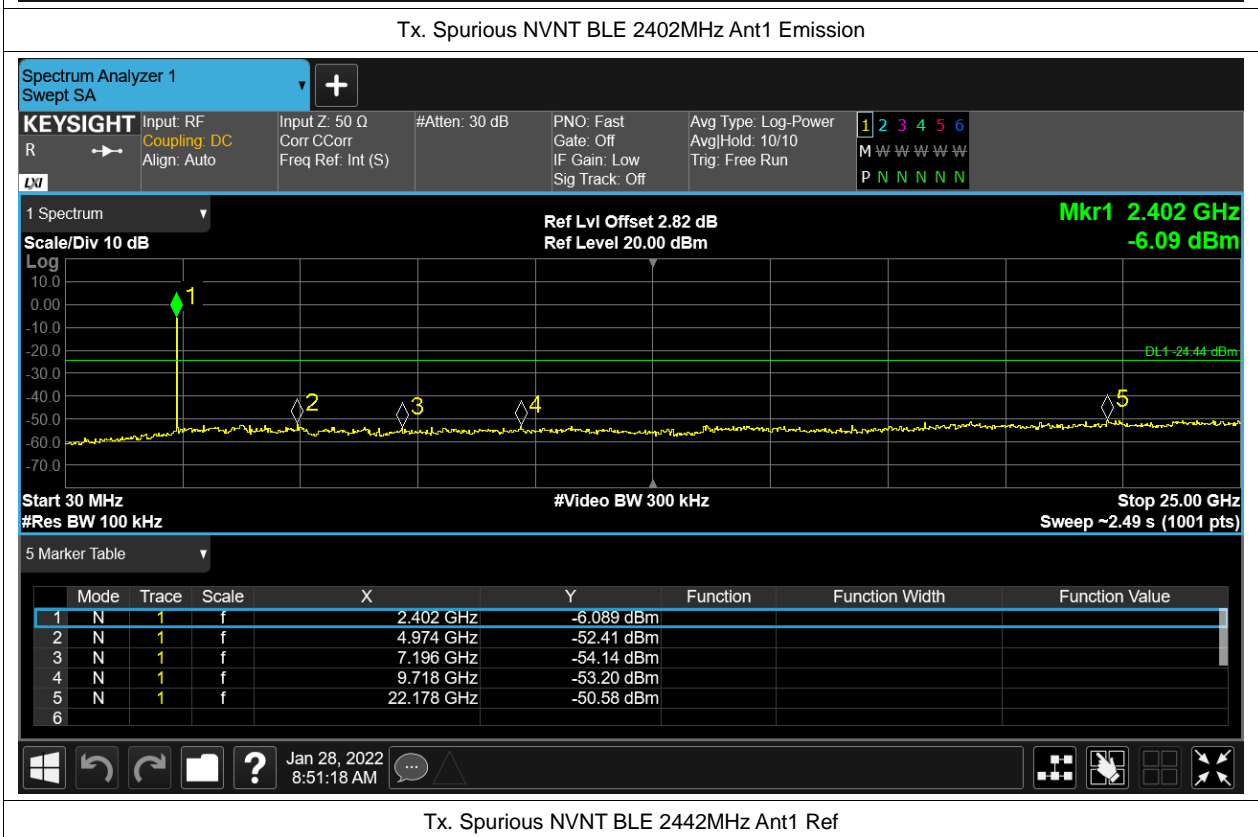 Tx. Spurious NVNT BLE 2402MHz Ant1 Emission
Spectrum Analyzer 1
Swept SA
KEYSIGHT
R
LXI
Input: RF
Coupling: DC
Align: Auto
Input Z: 50 Ω
Corr CCorr
Freq Ref: Int (S)
#Atten: 30 dB
PNO: Fast
Gate: Off
IF Gain: Low
Sig Track: Off
Avg Type: Log-Power
Avg|Hold: 10/10
Trig: Free Run
1 2 3 4 5 6
M W W W W W
P N N N N N
1 Spectrum
Scale/Div 10 dB
Ref Lvl Offset 2.82 dB
Ref Level 20.00 dBm
Mkr1 2.402 GHz
-6.09 dBm
Log
10.0
0.00
-10.0
-20.0
-30.0
-40.0
-50.0
-60.0
-70.0
1
2
3
4
5
DL1 -24.44 dBm
Start 30 MHz
#Video BW 300 kHz
Stop 25.00 GHz
#Res BW 100 kHz
Sweep ~2.49 s (1001 pts)
5 Marker Table
Mode Trace Scale X Y Function Function Width Function Value
1 N 1 f 2.402 GHz -6.089 dBm
2 N 1 f 4.974 GHz -52.41 dBm
3 N 1 f 7.196 GHz -54.14 dBm
4 N 1 f 9.718 GHz -53.20 dBm
5 N 1 f 22.178 GHz -50.58 dBm
6
?
Jan 28, 2022
8:51:18 AM
Tx. Spurious NVNT BLE 2442MHz Ant1 Ref